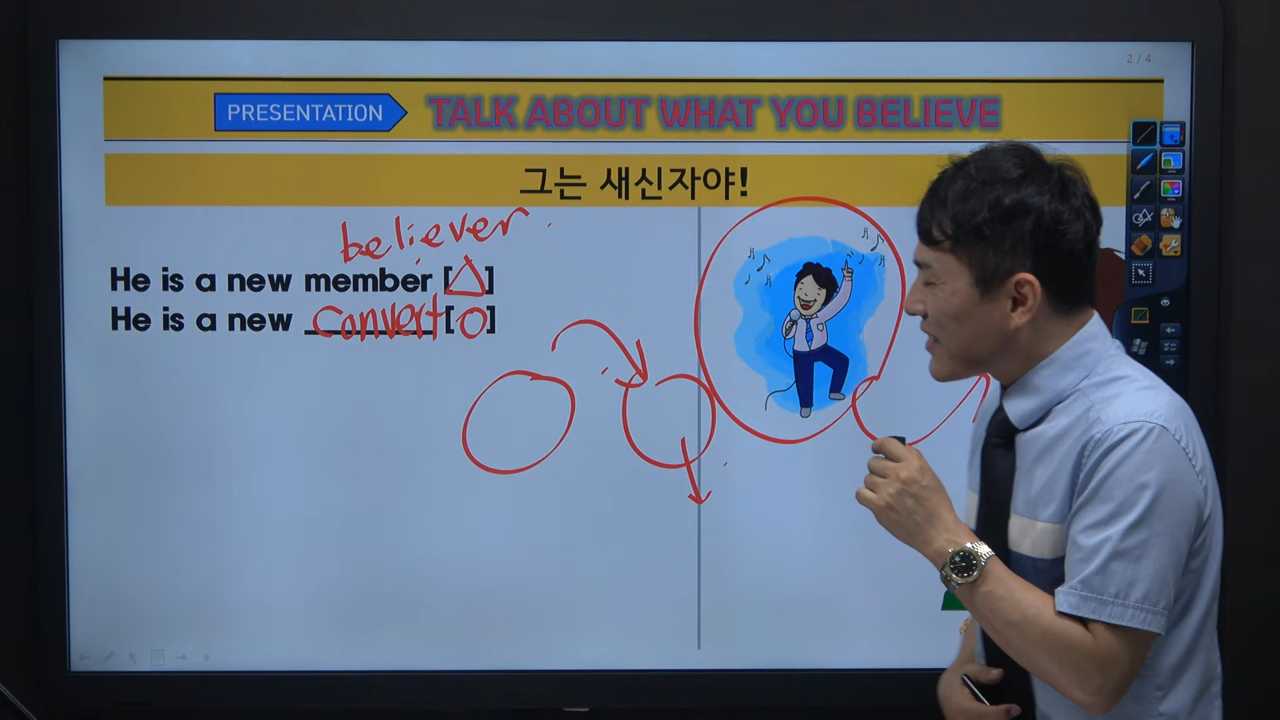 2 / 4
PRESENTATION TALK ABOUT WHAT YOU BELIEVE
그는 새신자야!
believer.
He is a new member [△]
He is a new convert [O]